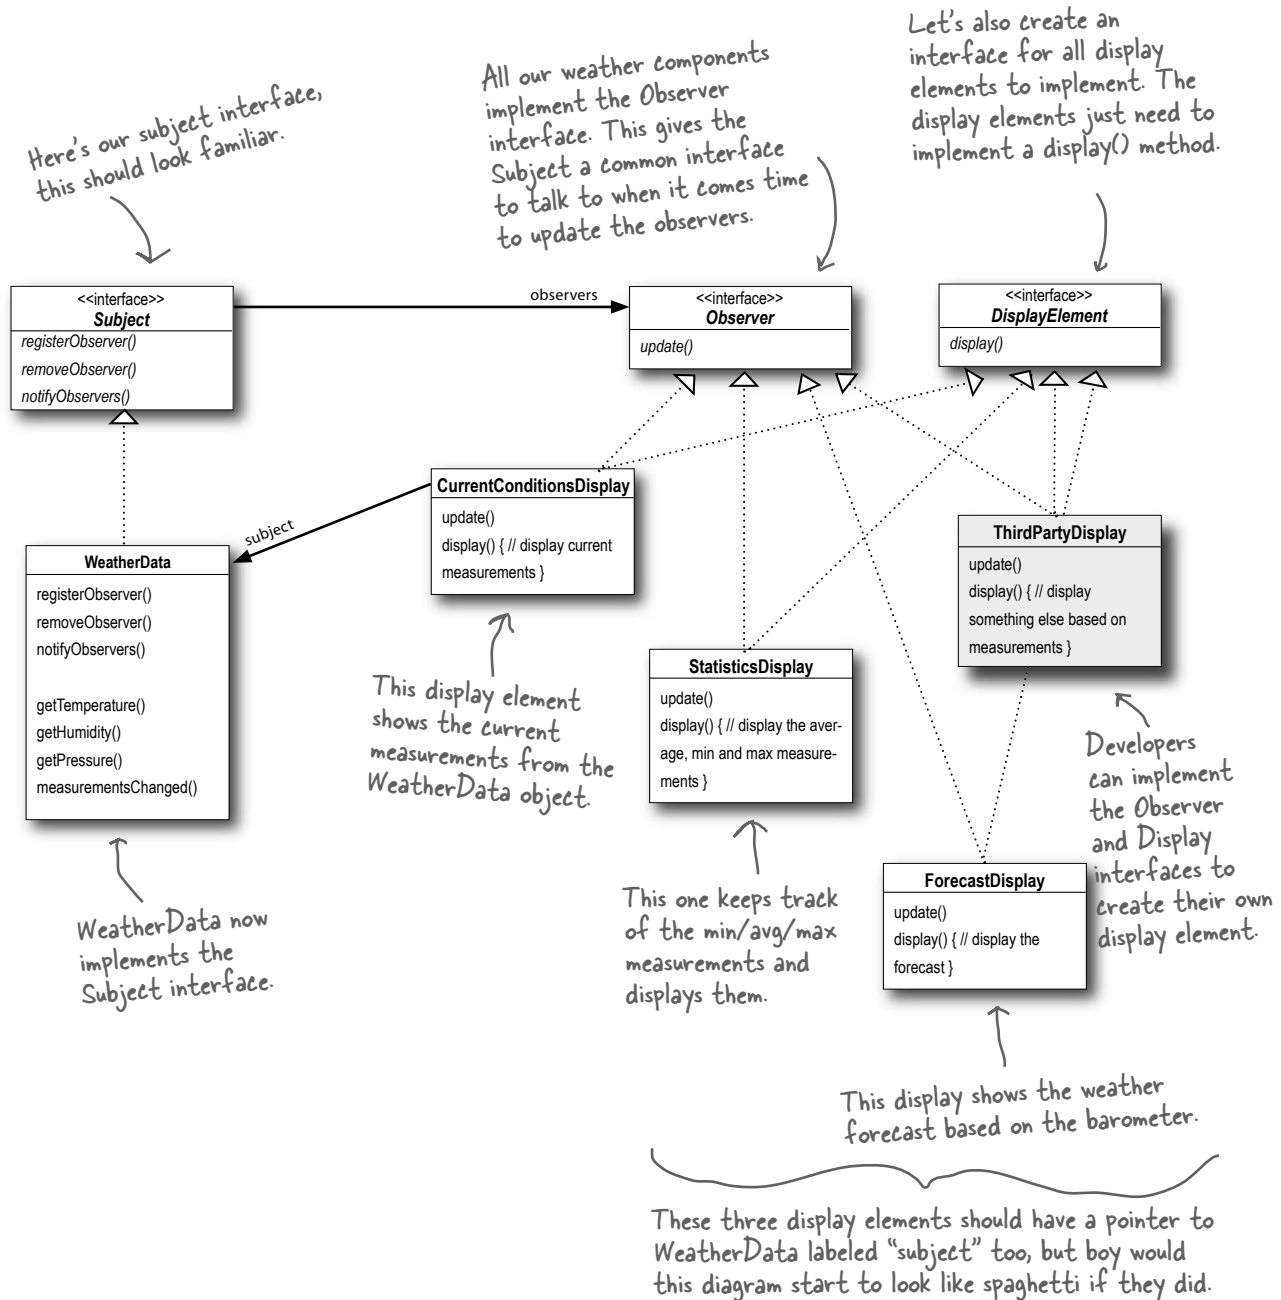 Here's our subject interface,
this should look familiar.
All our weather components
implement the Observer
interface. This gives the
Subject a common interface
to talk to when it comes time
to update the observers.
Let's also create an
interface for all display
elements to implement. The
display elements just need to
implement a display() method.
<<interface>>
Subject
registerObserver()
removeObserver()
notifyObservers()
observers
<<interface>>
Observer
update()
<<interface>>
DisplayElement
display()
subject
CurrentConditionsDisplay
update()
display() { // display current
measurements }
WeatherData
registerObserver()
removeObserver()
notifyObservers()
getTemperature()
getHumidity()
getPressure()
measurementsChanged()
ThirdPartyDisplay
update()
display() { // display
something else based on
measurements }
StatisticsDisplay
update()
display() { // display the aver-
age, min and max measure-
ments }
This display element
shows the current
measurements from the
WeatherData object.
Developers
can implement
the Observer
and Display
interfaces to
create their own
display element.
ForecastDisplay
update()
display() { // display the
forecast }
WeatherData now
implements the
Subject interface.
This one keeps track
of the min/avg/max
measurements and
displays them.
This display shows the weather
forecast based on the barometer.
These three display elements should have a pointer to
WeatherData labeled “subject” too, but boy would
this diagram start to look like spaghetti if they did.